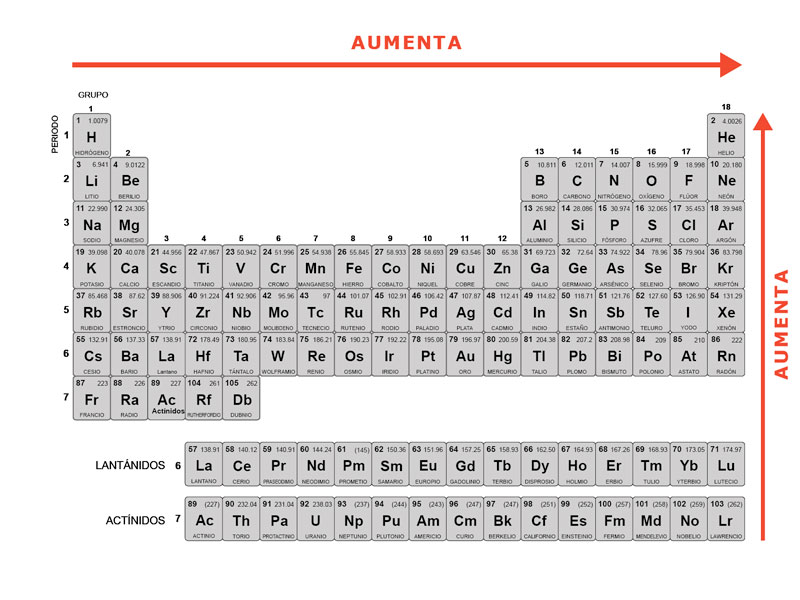 AUMENTA
GRUPO
1 18
PERIODO
1 1.0079 2 4.0026
1 H He
HIDRÓGENO 2 HELIO 13 14 15 16 17
3 6.941 4 9.0122 5 10.811 6 12.011 7 14.007 8 15.999 9 18.998 10 20.180
2 Li Be B C N O F Ne
LITIO BERILIO BORO CARBONO NITRÓGENO OXÍGENO FLÚOR NEÓN
11 22.990 12 24.305 13 26.982 14 28.086 15 30.974 16 32.065 17 35.453 18 39.948
3 Na Mg Al Si P S Cl Ar
SODIO MAGNESIO 3 4 5 6 7 8 9 10 11 12 ALUMINIO SILICIO FÓSFORO AZUFRE CLORO ARGÓN
19 39.098 20 40.078 21 44.956 22 47.867 23 50.942 24 51.996 25 54.938 26 55.845 27 58.933 28 58.693 29 63.546 30 65.38 31 69.723 32 72.64 33 74.922 34 78.96 35 79.904 36 83.798
4 K Ca Sc Ti V Cr Mn Fe Co Ni Cu Zn Ga Ge As Se Br Kr
POTASIO CALCIO ESCANDIO TITANIO VANADIO CROMO MANGANESO HIERRO COBALTO NIQUEL COBRE CINC GALIO GERMANIO ARSÉNICO SELENIO BROMO KRIPTÓN
37 85.468 38 87.62 39 88.906 40 91.224 41 92.906 42 95.96 43 97 44 101.07 45 102.91 46 106.42 47 107.87 48 112.41 49 114.82 50 118.71 51 121.76 52 127.60 53 126.90 54 131.29
5 Rb Sr Y Zr Nb Mo Tc Ru Rh Pd Ag Cd In Sn Sb Te I Xe
RUBIDIO ESTRONCIO YTRIO ZIRCONIO NIOBIO MOLIBDENO TECNECIO RUTENIO RODIO PALADIO PLATA CADMIO INDIO ESTAÑO ANTIMONIO TELURO YODO XENÓN
55 132.91 56 137.33 57 138.91 72 178.49 73 180.95 74 183.84 75 186.21 76 190.23 77 192.22 78 195.08 79 196.97 80 200.59 81 204.38 82 207.2 83 208.98 84 209 85 210 86 222
6 Cs Ba La Hf Ta W Re Os Ir Pt Au Hg Tl Pb Bi Po At Rn
CESIO BARIO Lantano HAFNIO TÁNTALO WOLFRAMIO RENIO OSMIO IRIDIO PLATINO ORO MERCURIO TALIO PLOMO BISMUTO POLONIO ASTATO RADÓN
87 223 88 226 89 227 104 261 105 262
7 Fr Ra Ac Rf Db
FRANCIO RADIO Actinidos RUTHERFORDIO DUBNIO
AUMENTA
57 138.91 58 140.12 59 140.91 60 144.24 61 (145) 62 150.36 63 151.96 64 157.25 65 158.93 66 162.50 67 164.93 68 167.26 69 168.93 70 173.05 71 174.97
LANTÁNIDOS 6 La Ce Pr Nd Pm Sm Eu Gd Tb Dy Ho Er Tm Yb Lu
LANTANO CERIO PRASEODIMIO NEODIMIO PROMETIO SAMARIO EUROPIO GADOLINIO TERBIO DISPROSIO HOLMIO ERBIO TULIO YTERBIO LUTECIO
89 (227) 90 232.04 91 231.04 92 238.03 93 (237) 94 (244) 95 (243) 96 (247) 97 (247) 98 (251) 99 (252) 100 (257) 101 (258) 102 (259) 103 (262)
ACTÍNIDOS 7 Ac Th Pa U Np Pu Am Cm Bk Cf Es Fm Md No Lr
ACTINIO TORIO PROTACTINIO URANIO NEPTUNIO PLUTONIO AMERICIO CURIO BERKELIO CALIFORNIO EINSTEINIO FERMIO MENDELEVIO NOBELIO LAWRENCIO